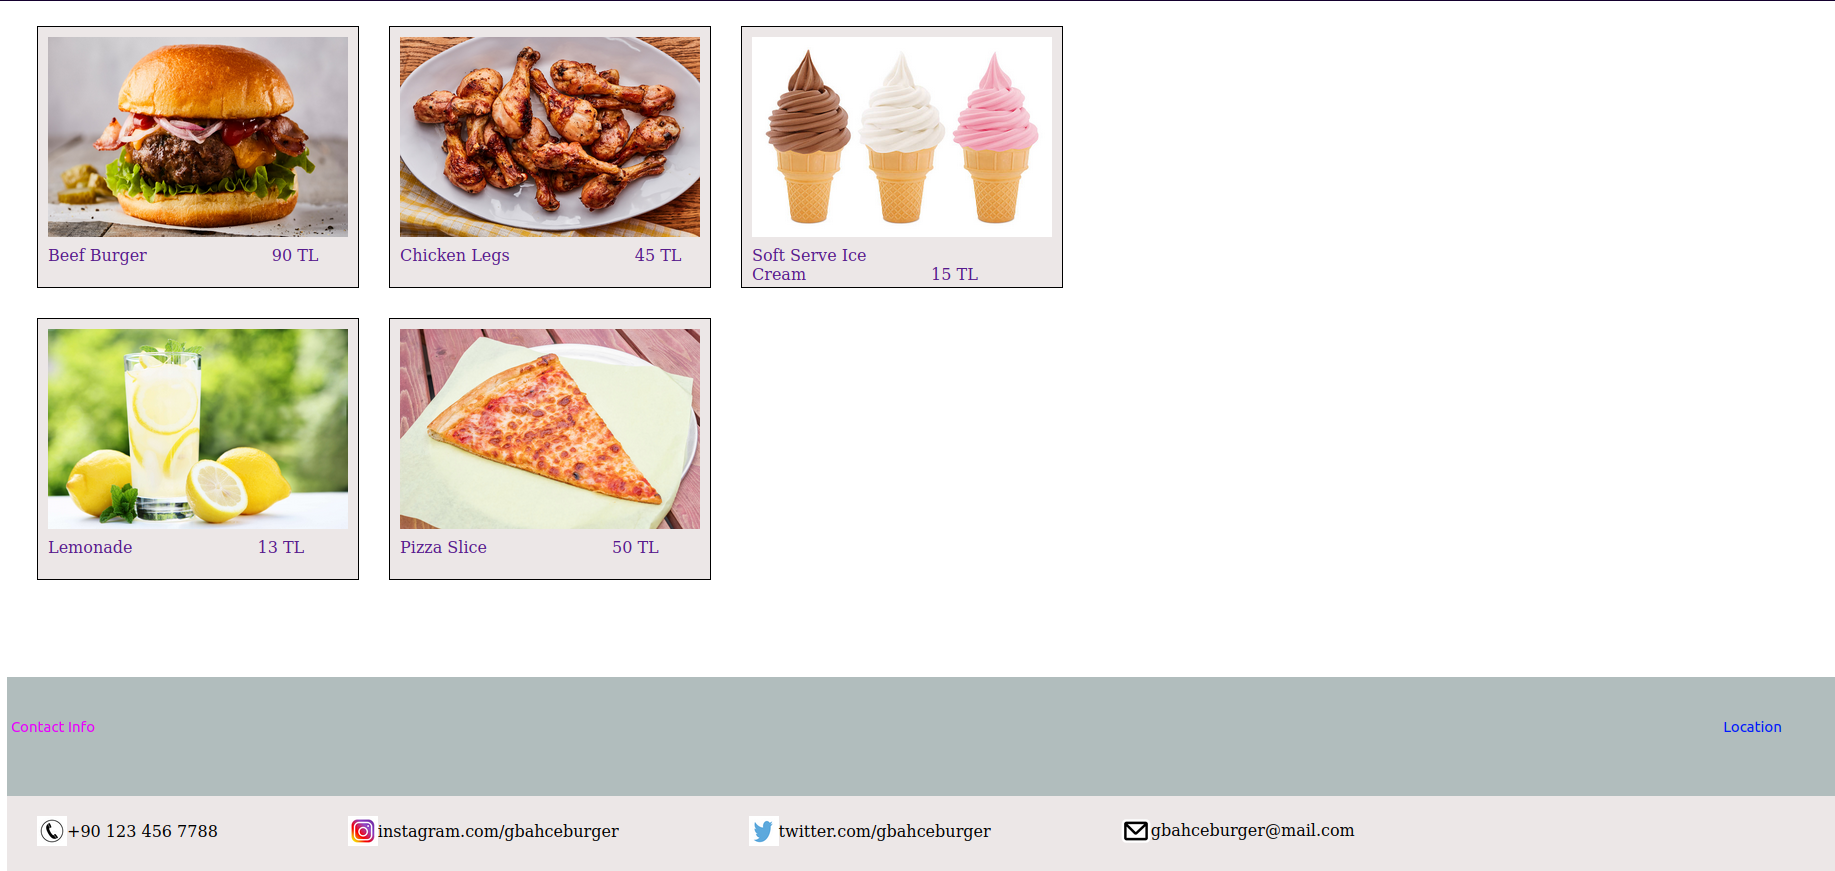 Beef Burger 90 TL
Chicken Legs 45 TL
Soft Serve Ice
Cream 15 TL
Lemonade 13 TL
Pizza Slice 50 TL
Contact Info
Location
+90 123 456 7788
instagram.com/gbahceburger
twitter.com/gbahceburger
gbahceburger@mail.com